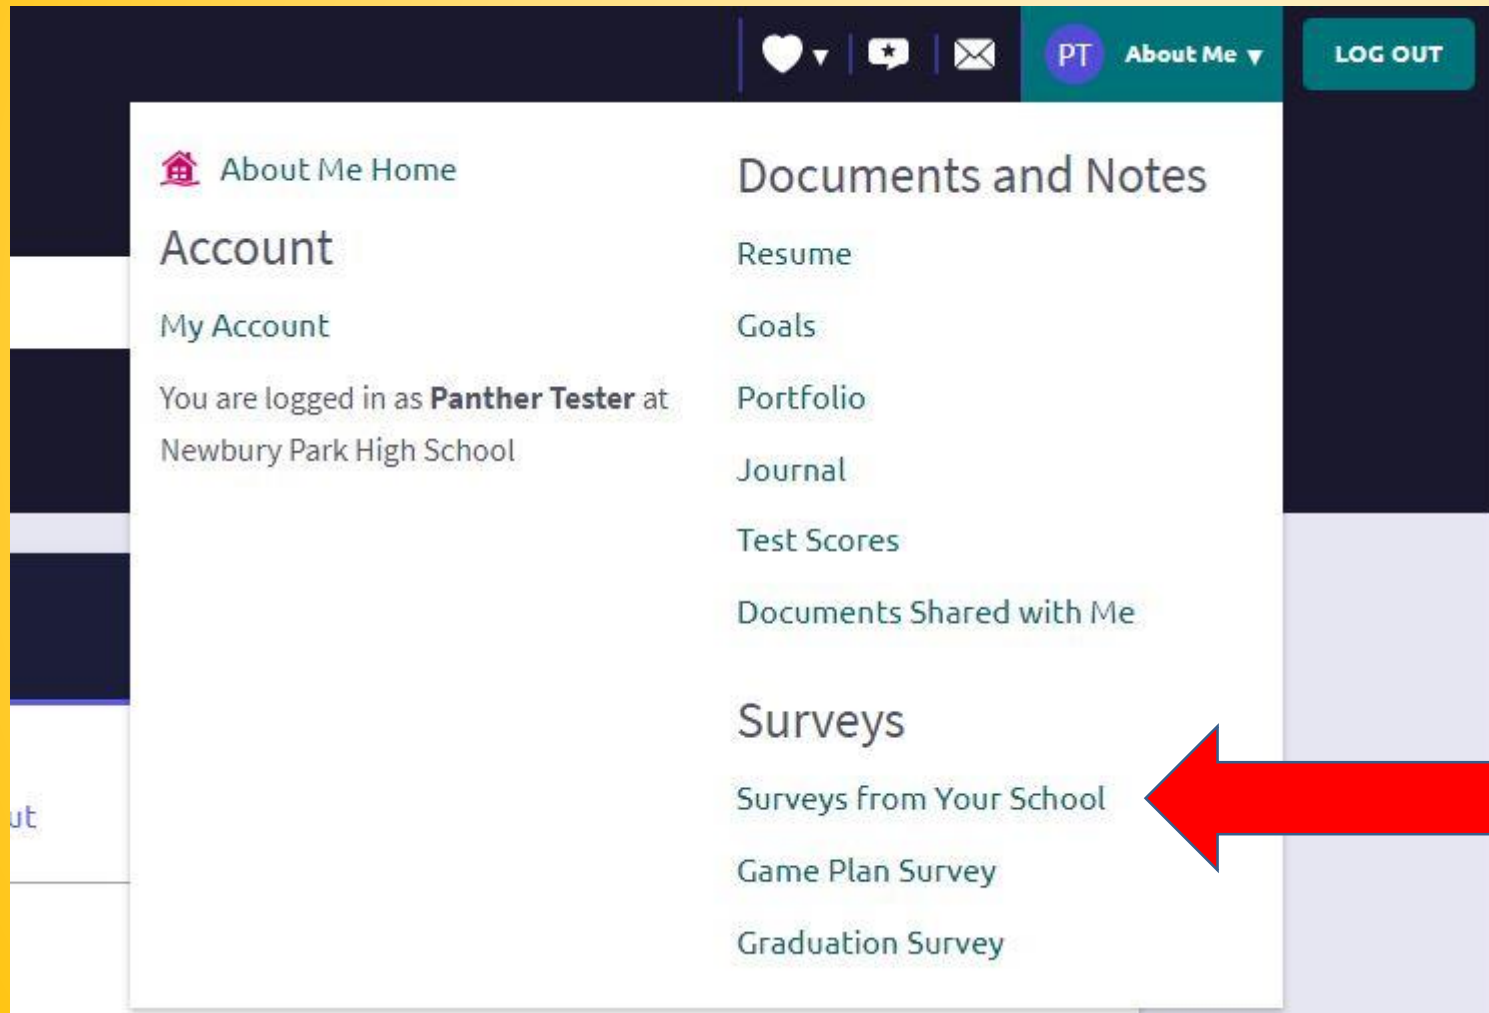 PT About Me LOG OUT
About Me Home
Account
My Account
You are logged in as Panther Tester at
Newbury Park High School
Documents and Notes
Resume
Goals
Portfolio
Journal
Test Scores
Documents Shared with Me
Surveys
Surveys from Your School
Game Plan Survey
Graduation Survey
ut